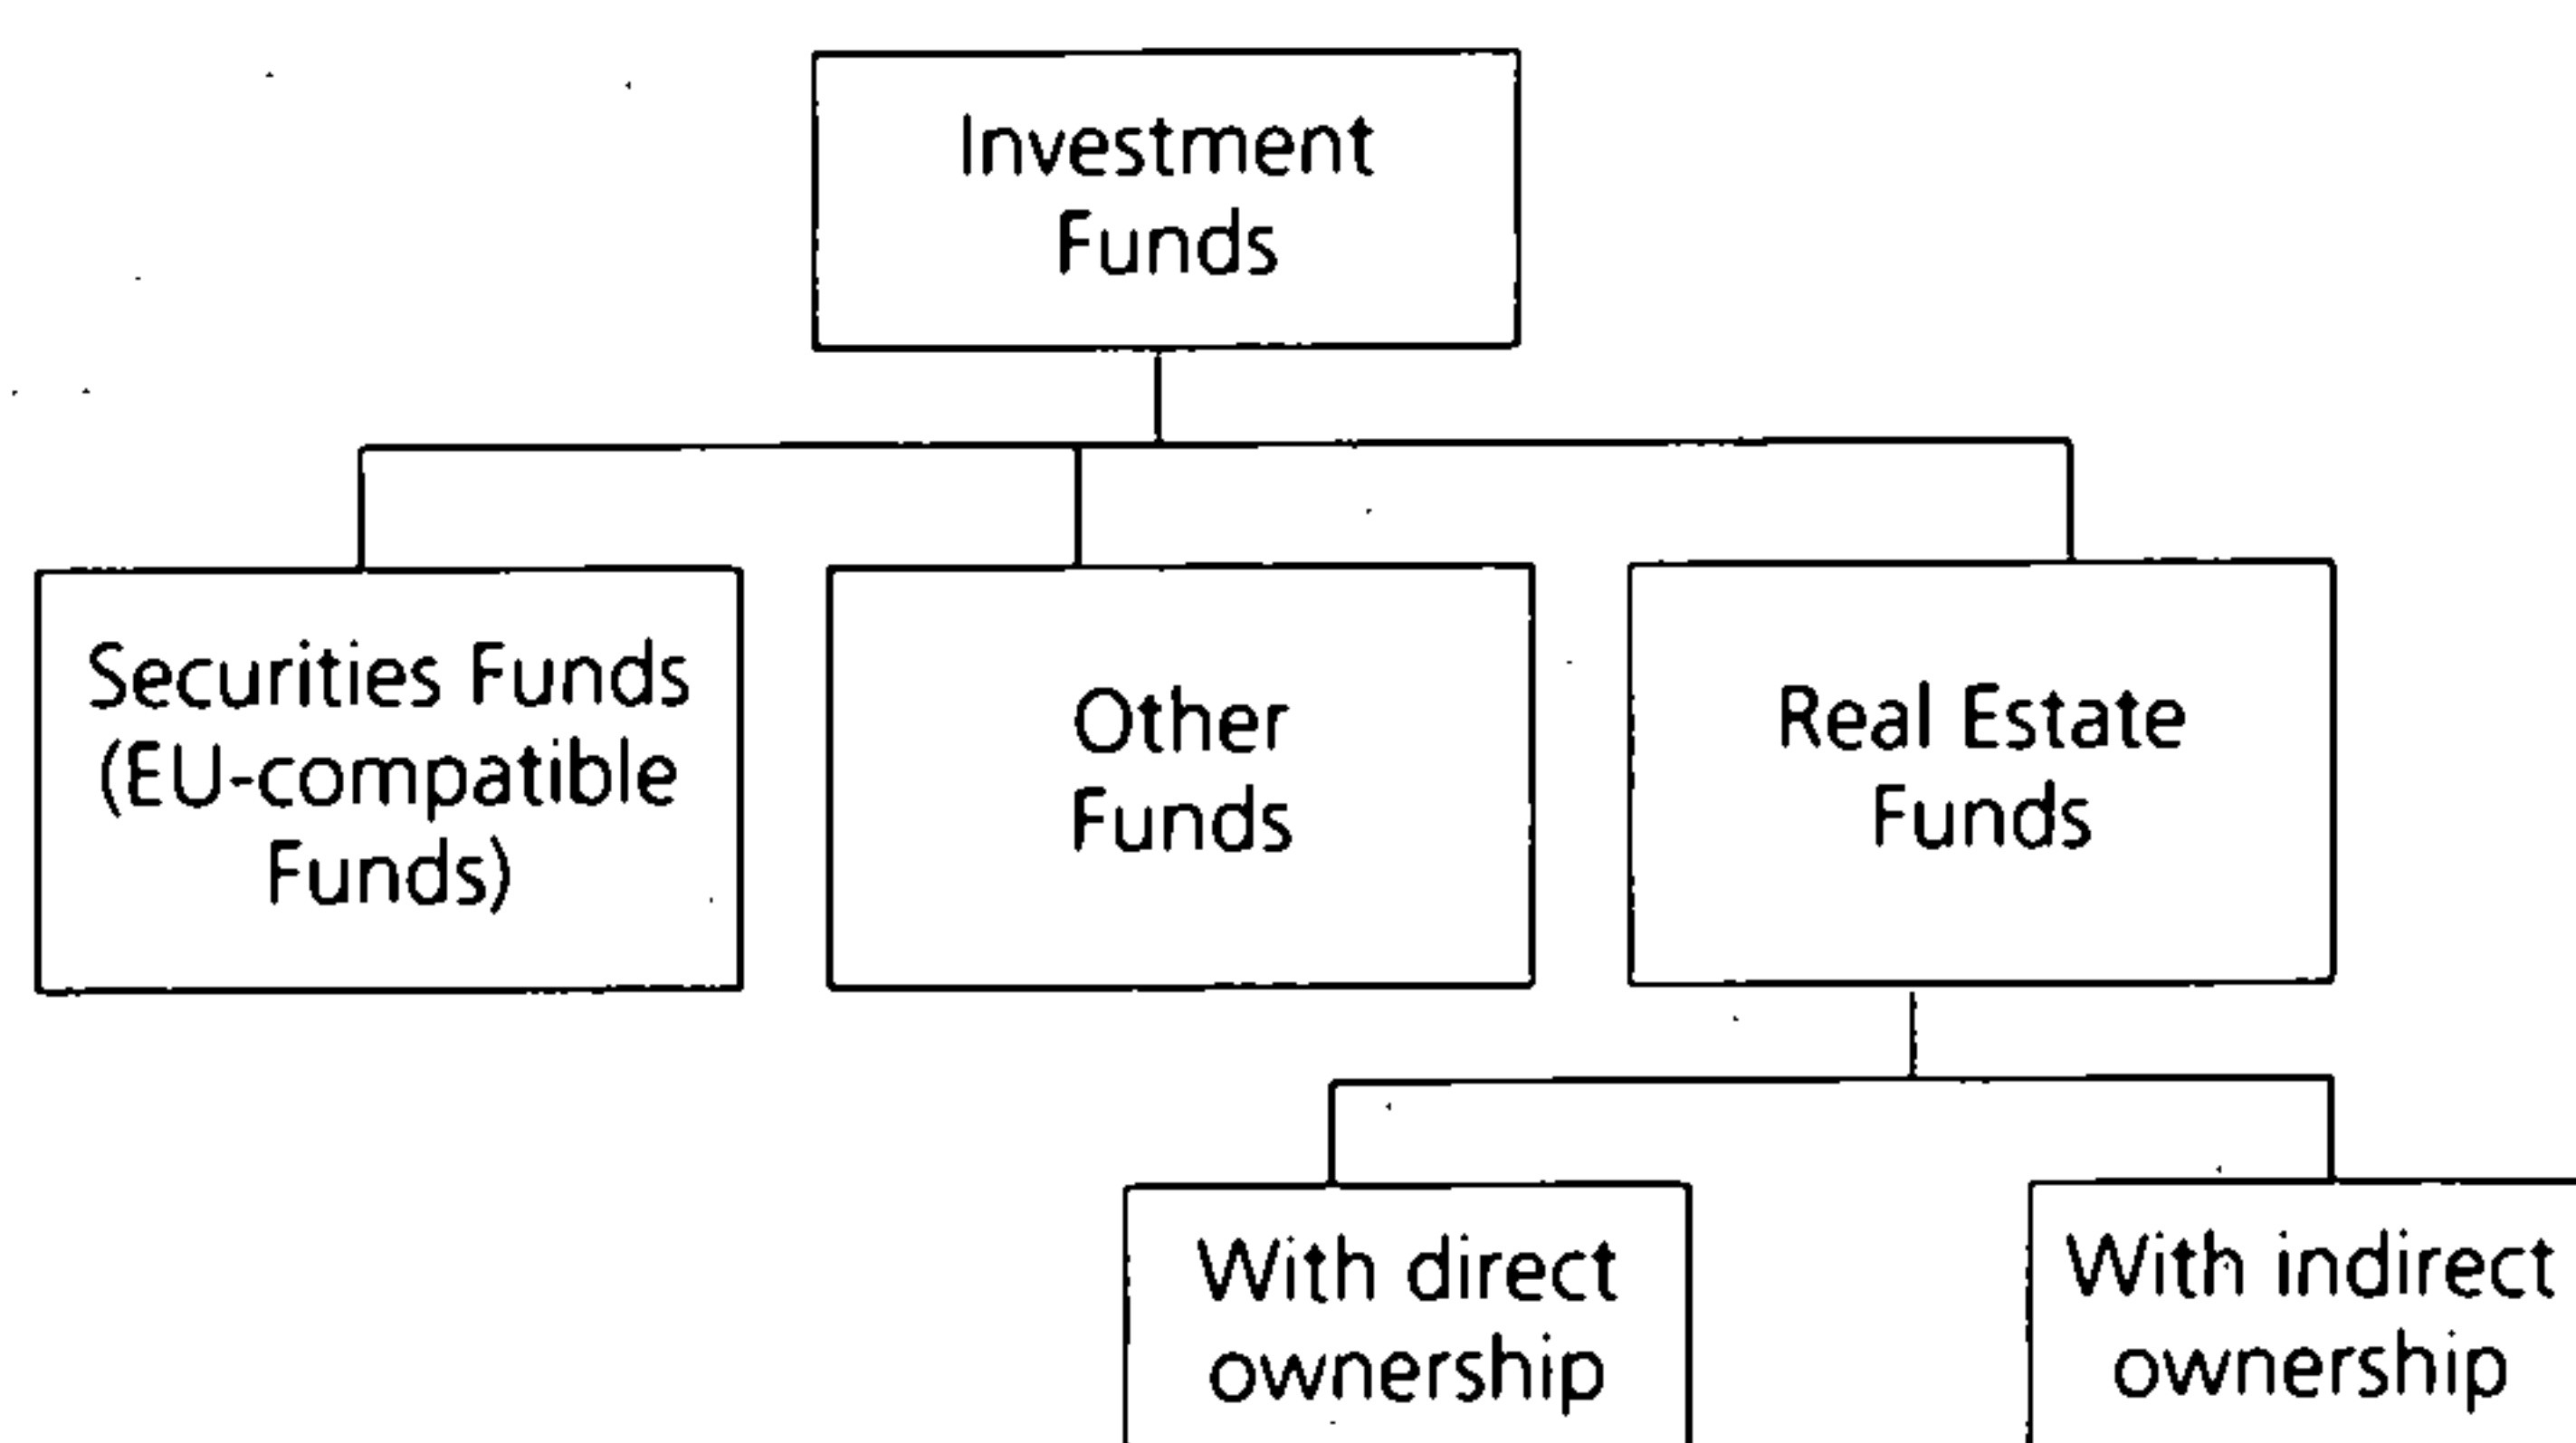 Investment
Funds
Securities Funds
(EU-compatible
Funds)
Other
Funds
Real Estate
Funds
With direct
ownership
With indirect
ownership